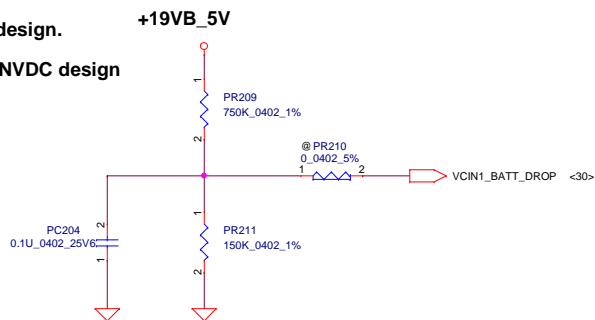 design.
+19VB_5V
NVDC design
1
PR209
750K_0402_1%
2
@ PR210
0_0402_5%
1
2
VCIN1_BATT_DROP <30>
PC204
0.1U_0402_25V6
2
1
1
PR211
150K_0402_1%
2